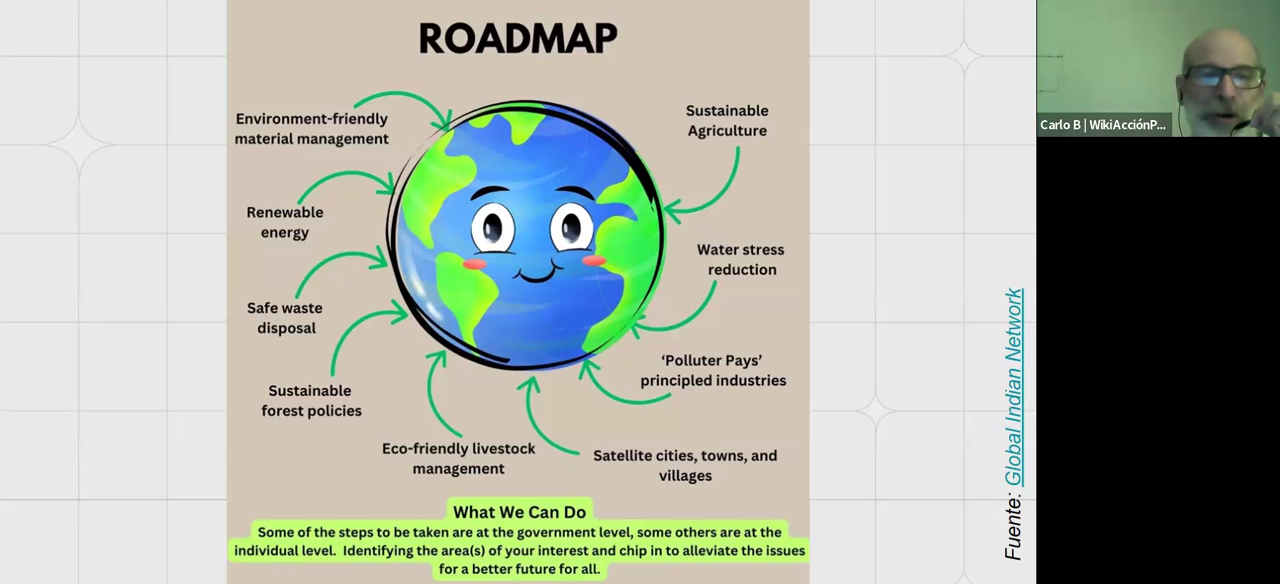 ROADMAP
Environment-friendly
material management
Renewable
energy
Safe waste
disposal
Sustainable
forest policies
Eco-friendly livestock
management
Sustainable
Agriculture
Water stress
reduction
‘Polluter Pays’
principled industries
Satellite cities, towns, and
villages
What We Can Do
Some of the steps to be taken are at the government level, some others are at the
individual level. Identifying the area(s) of your interest and chip in to alleviate the issues
for a better future for all.
Fuente: Global Indian Network
Carlo B | WikiAcciónP...